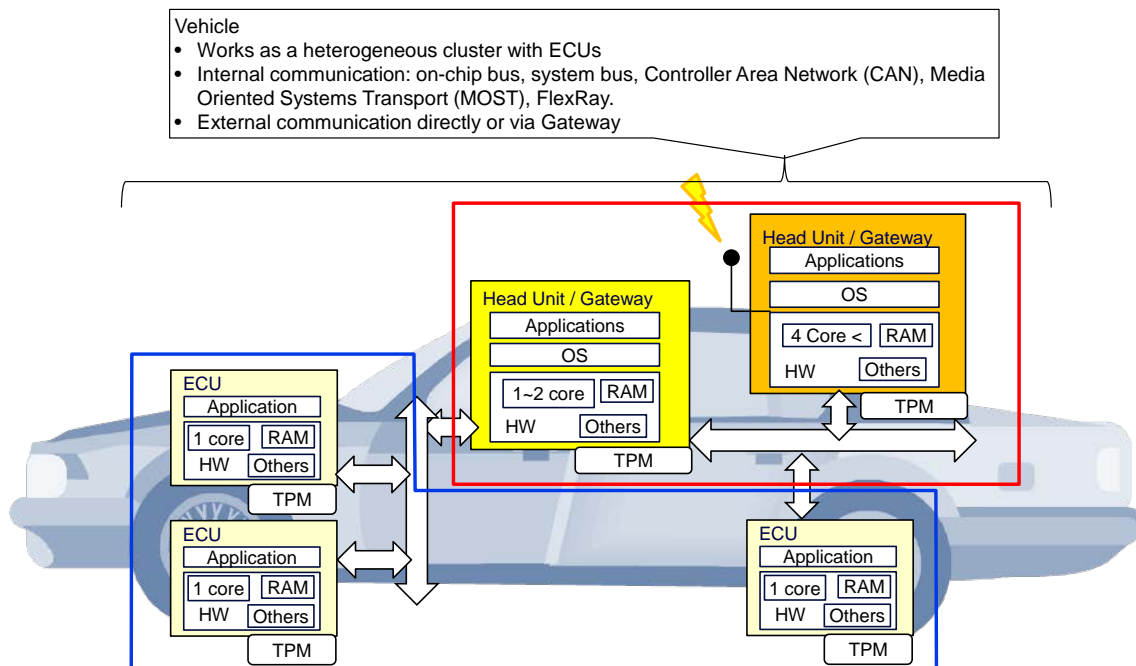 Vehicle
• Works as a heterogeneous cluster with ECUs
• Internal communication: on-chip bus, system bus, Controller Area Network (CAN), Media
Oriented Systems Transport (MOST), FlexRay.
• External communication directly or via Gateway
Head Unit / Gateway
Applications
OS
4 Core < RAM
HW Others
TPM
Head Unit / Gateway
Applications
OS
1~2 core RAM
HW Others
TPM
ECU
Application
1 core RAM
HW Others
TPM
ECU
Application
1 core RAM
HW Others
TPM
ECU
Application
1 core RAM
HW Others
TPM